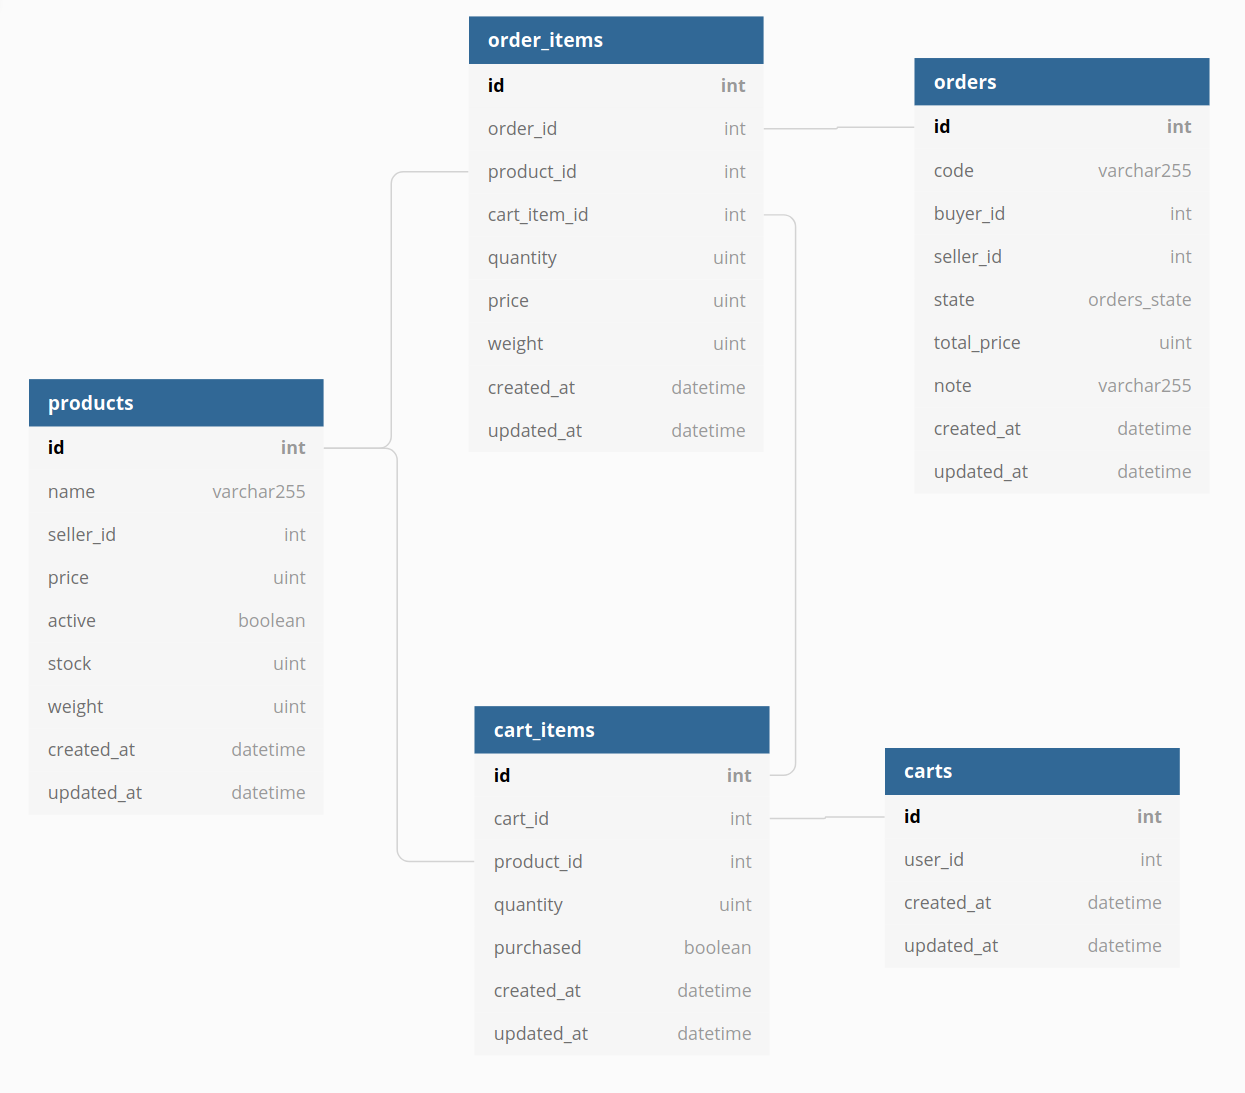 order_items
id int
order_id int
product_id int
cart_item_id int
quantity uint
price uint
weight uint
created_at datetime
updated_at datetime
orders
id int
code varchar255
buyer_id int
seller_id int
state orders_state
total_price uint
note varchar255
created_at datetime
updated_at datetime
products
id int
name varchar255
seller_id int
price uint
active boolean
stock uint
weight uint
created_at datetime
updated_at datetime
cart_items
id int
cart_id int
product_id int
quantity uint
purchased boolean
created_at datetime
updated_at datetime
carts
id int
user_id int
created_at datetime
updated_at datetime